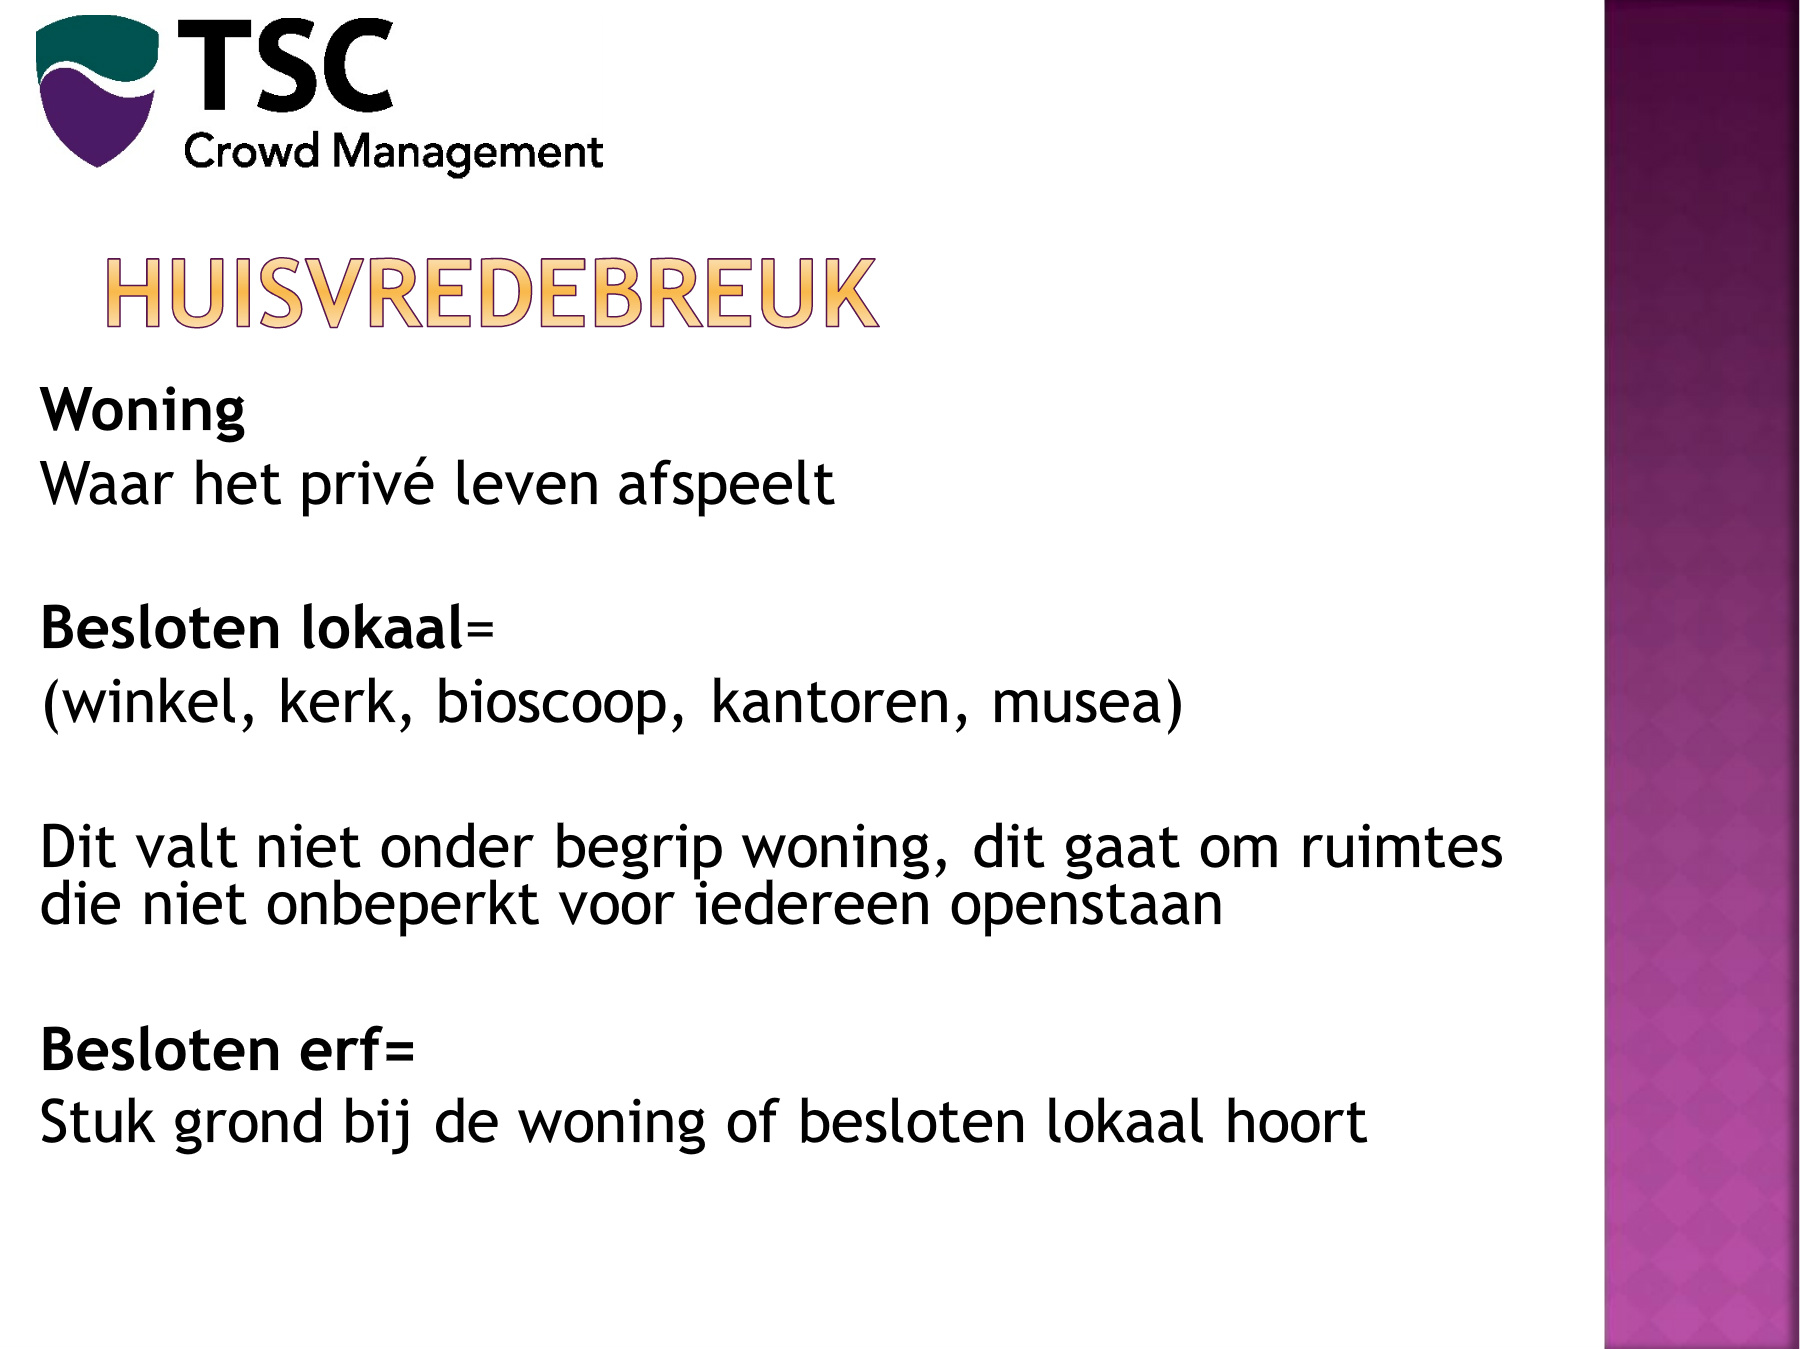 TSC
Crowd Management
HUISVREDEBREUK
Woning
Waar het privé leven afspeelt
Besloten lokaal=
(winkel, kerk, bioscoop, kantoren, musea)
Dit valt niet onder begrip woning, dit gaat om ruimtes
die niet onbeperkt voor iedereen openstaan
Besloten erf=
Stuk grond bij de woning of besloten lokaal hoort